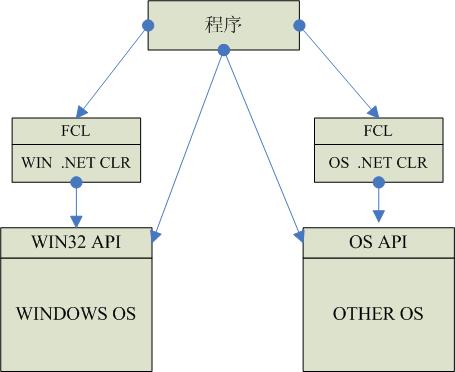 程序
FCL
WIN .NET CLR
FCL
OS .NET CLR
WIN32 API
WINDOWS OS
OS API
OTHER OS